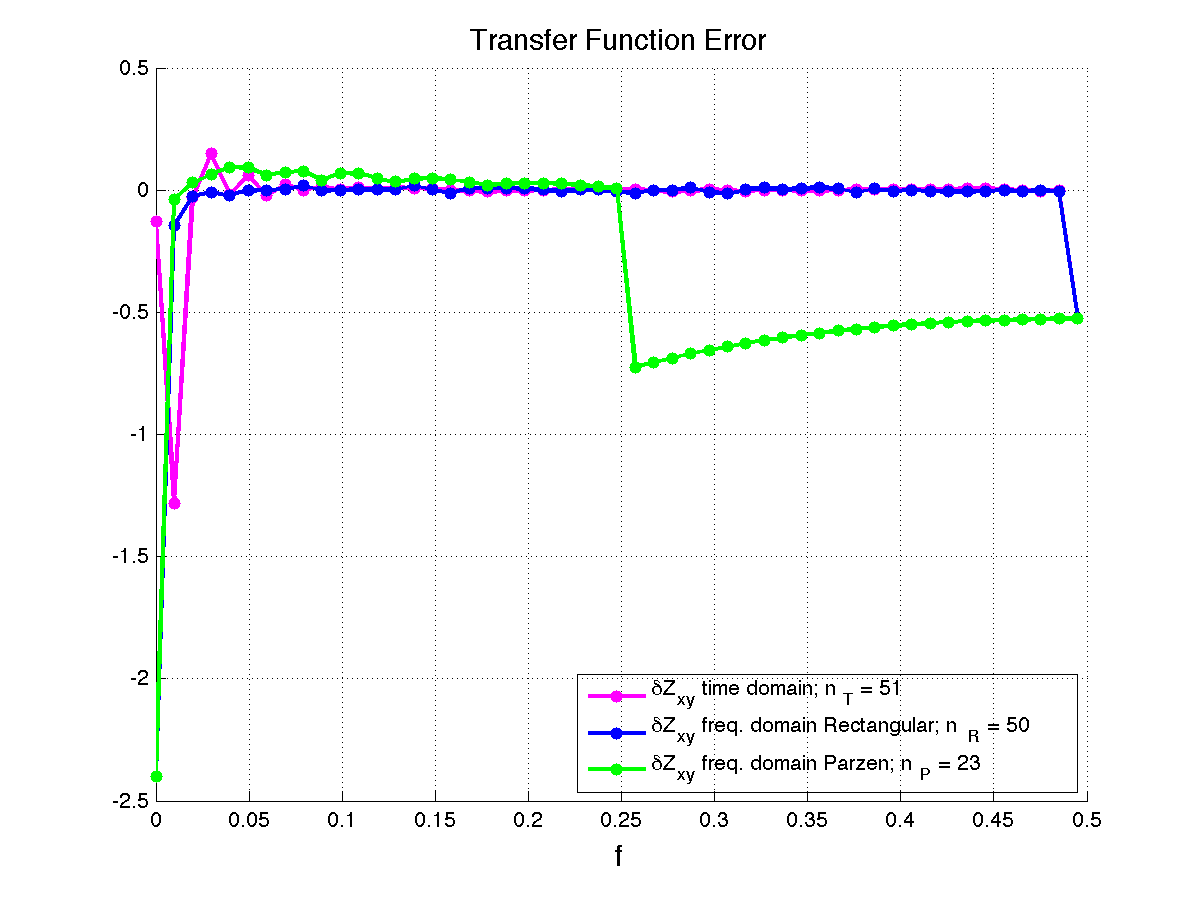 Transfer Function Error
0.5
0
-0.5
-1
-1.5
-2
-2.5
0 0.05 0.1 0.15 0.2 0.25 0.3 0.35 0.4 0.45 0.5
f
δZxy time domain; n T = 51
δZxy freq. domain Rectangular; n R = 50
δZxy freq. domain Parzen; n P = 23